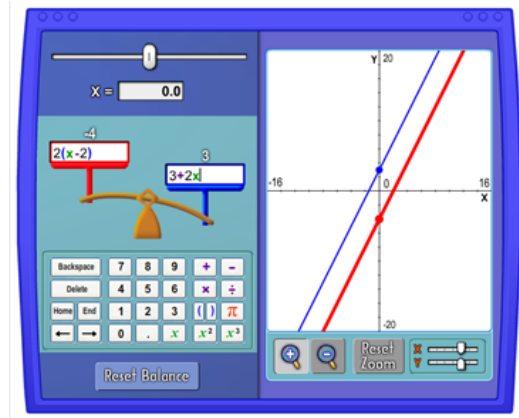 X = 0.0
-4
2(x-2)
3
3+2x
Backspace 7 8 9 + -
Delete 4 5 6 × ÷
Home End 1 2 3 ( ) π
← → 0 . x x² x³
Reset Balance
Y 20
-16 0 16
X
-20
Reset Zoom
X
Y